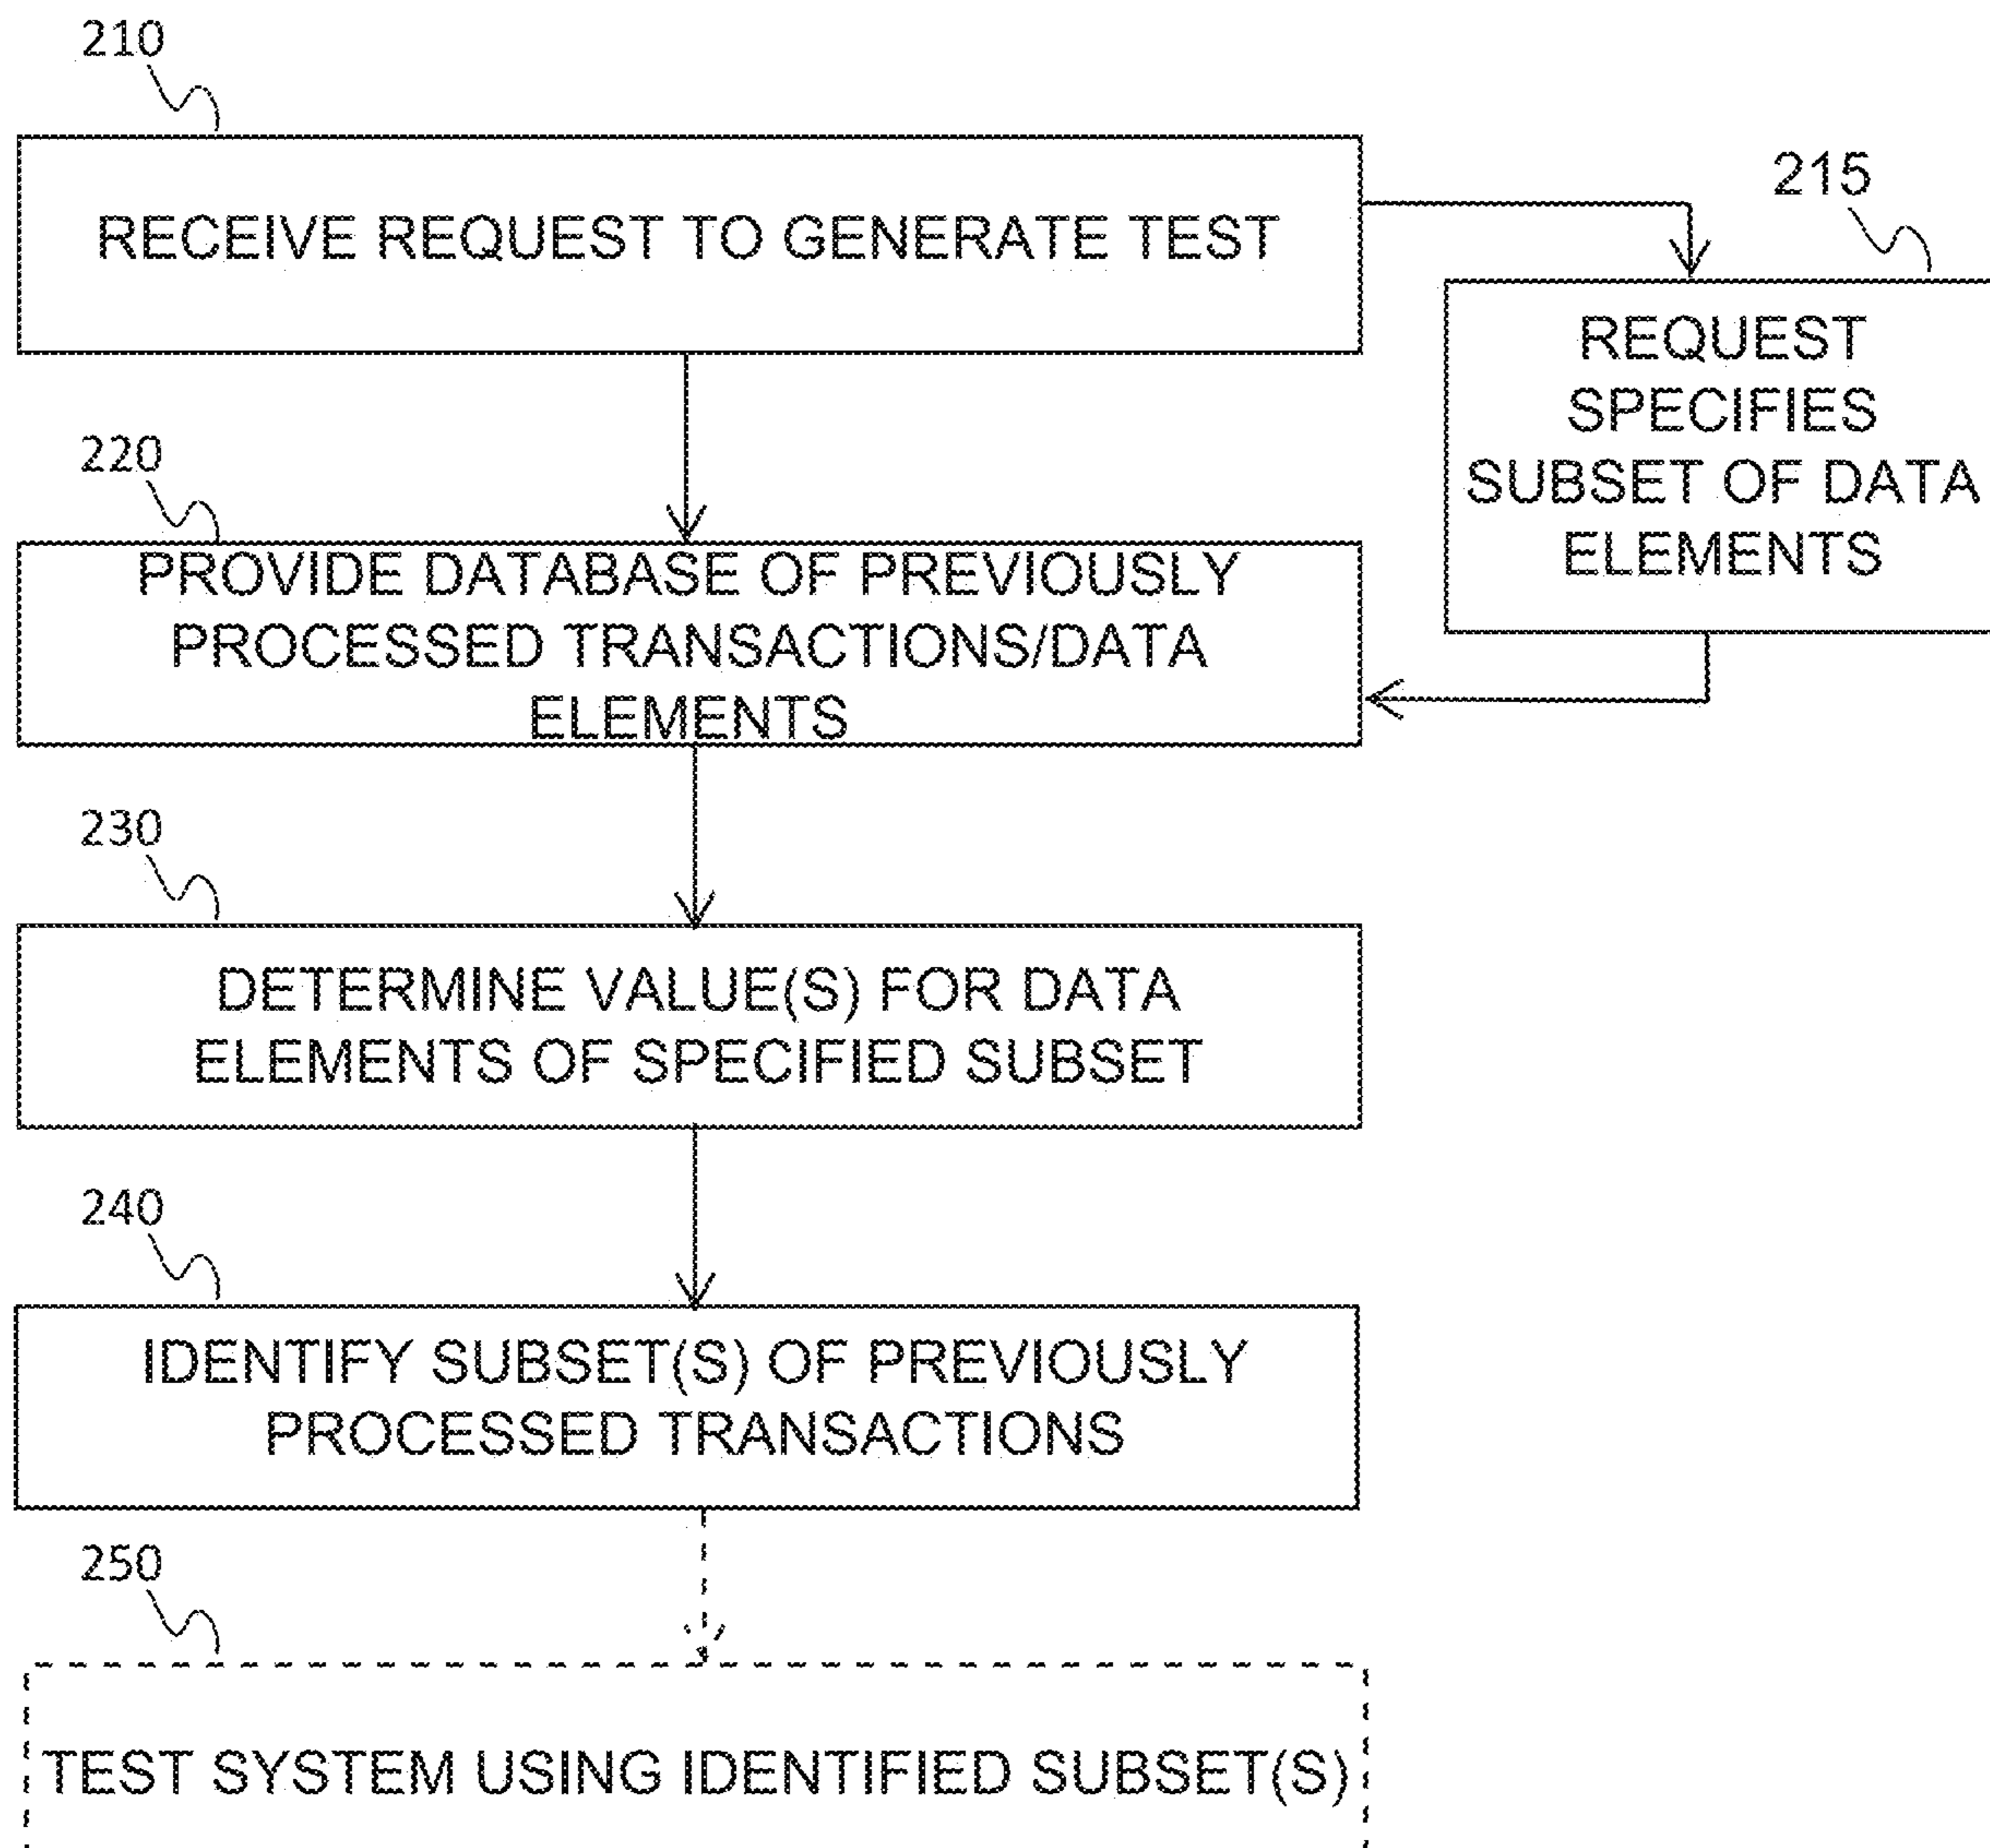 210
RECEIVE REQUEST TO GENERATE TEST
215
REQUEST
SPECIFIES
SUBSET OF DATA
ELEMENTS
220
PROVIDE DATABASE OF PREVIOUSLY
PROCESSED TRANSACTIONS/DATA
ELEMENTS
230
DETERMINE VALUE(S) FOR DATA
ELEMENTS OF SPECIFIED SUBSET
240
IDENTIFY SUBSET(S) OF PREVIOUSLY
PROCESSED TRANSACTIONS
250
TEST SYSTEM USING IDENTIFIED SUBSET(S)